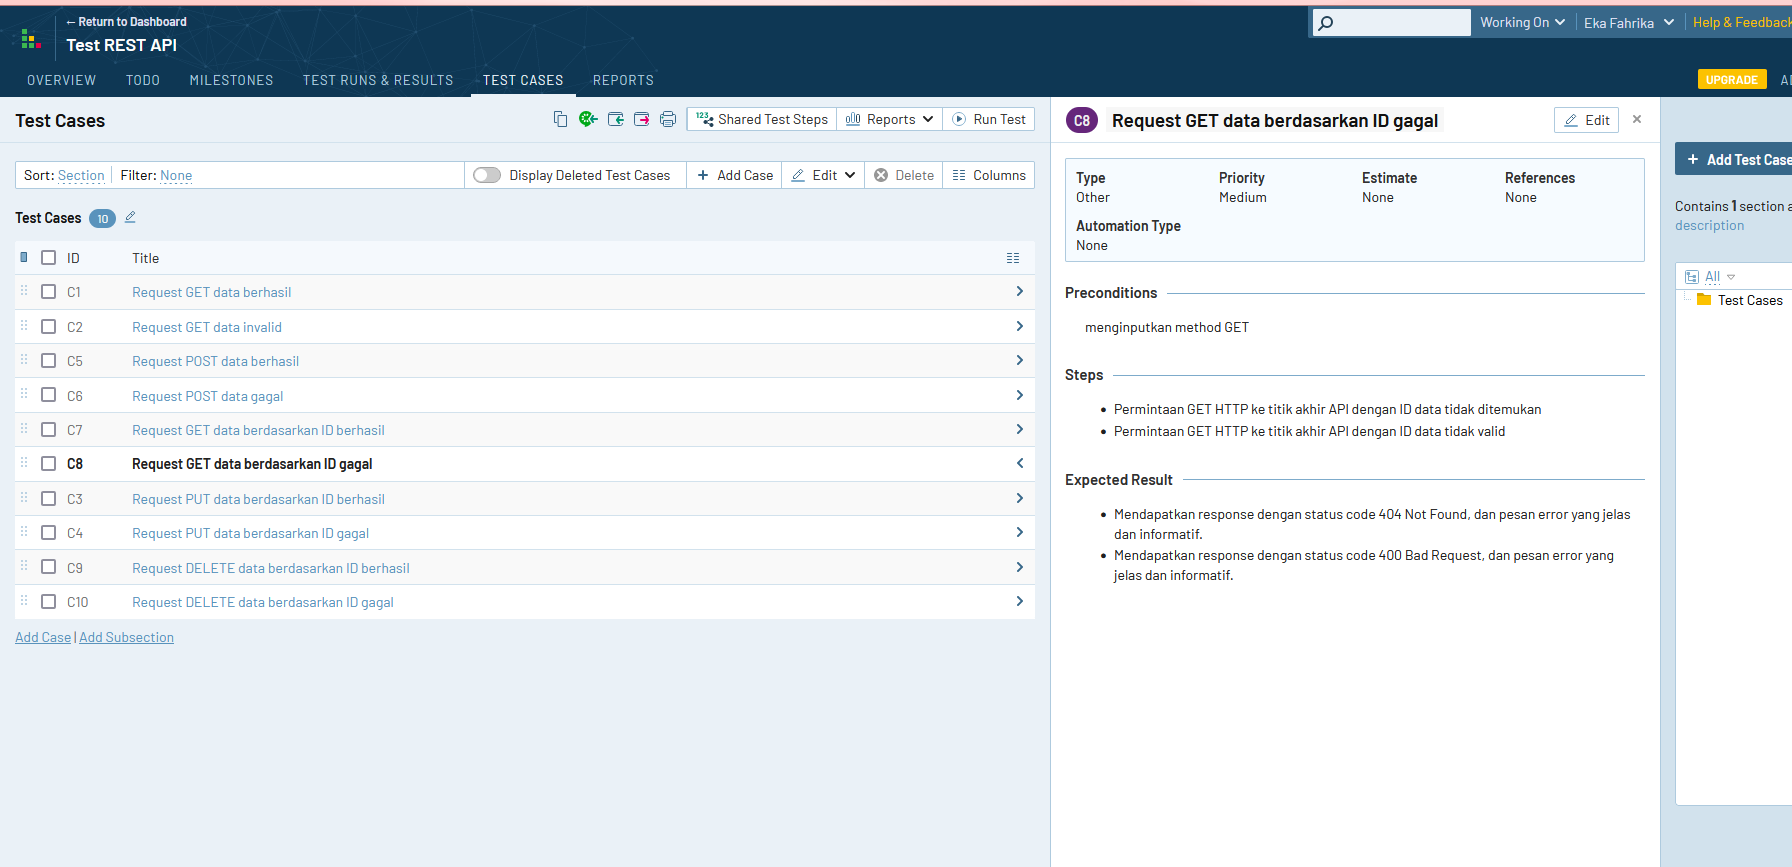 ← Return to Dashboard
Test REST API
Working On
Eka Fahrika
Help & Feedback
OVERVIEW TODO MILESTONES TEST RUNS & RESULTS TEST CASES REPORTS
UPGRADE
Test Cases
Shared Test Steps
Reports
Run Test
Sort: Section
Filter: None
Display Deleted Test Cases
Add Case
Edit
Delete
Columns
Test Cases 10
ID Title
C1 Request GET data berhasil
C2 Request GET data invalid
C5 Request POST data berhasil
C6 Request POST data gagal
C7 Request GET data berdasarkan ID berhasil
C8 Request GET data berdasarkan ID gagal
C3 Request PUT data berdasarkan ID berhasil
C4 Request PUT data berdasarkan ID gagal
C9 Request DELETE data berdasarkan ID berhasil
C10 Request DELETE data berdasarkan ID gagal
Add Case | Add Subsection
C8 Request GET data berdasarkan ID gagal
Edit
Type Priority Estimate References
Other Medium None None
Automation Type
None
Preconditions
menginputkan method GET
Steps
• Permintaan GET HTTP ke titik akhir API dengan ID data tidak ditemukan
• Permintaan GET HTTP ke titik akhir API dengan ID data tidak valid
Expected Result
• Mendapatkan response dengan status code 404 Not Found, dan pesan error yang jelas
dan informatif.
• Mendapatkan response dengan status code 400 Bad Request, dan pesan error yang
jelas dan informatif.
+ Add Test Case
Contains 1 section a
description
All
Test Cases